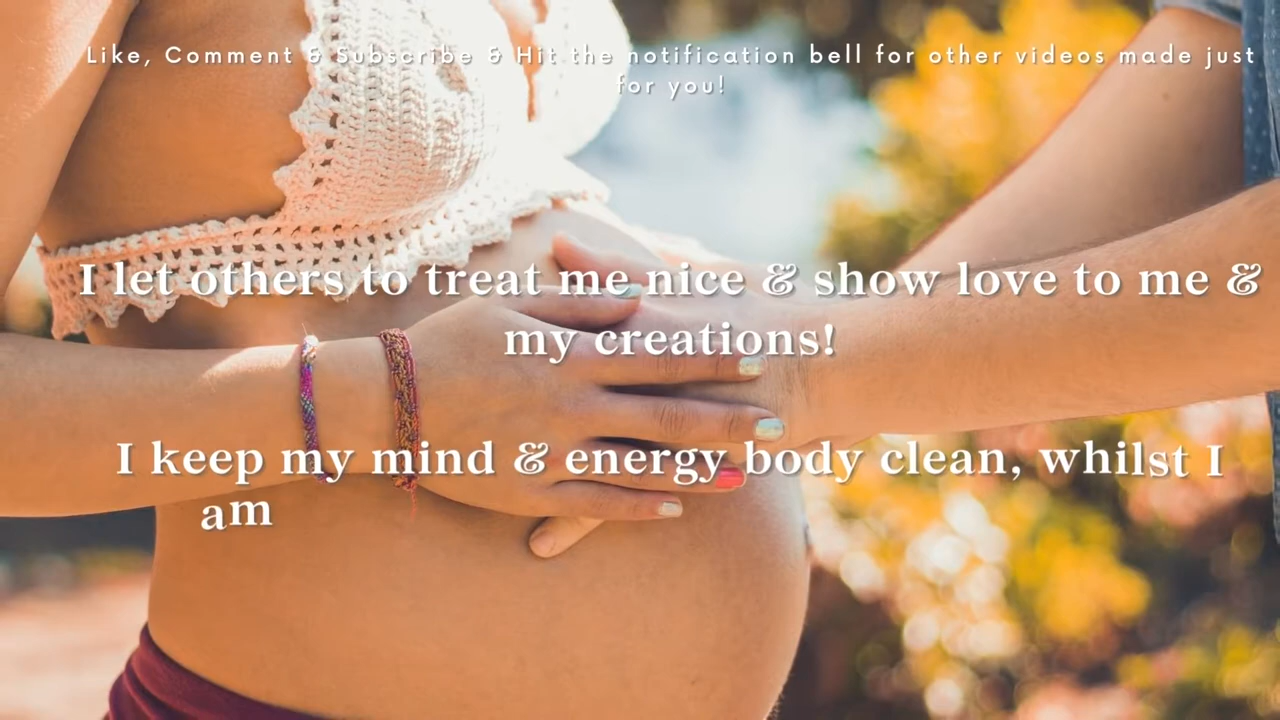 Like, Comment & Subscribe & Hit the notification bell for other videos made just
for you!
I let others to treat me nice & show love to me &
my creations!
I keep my mind & energy body clean, whilst I
am